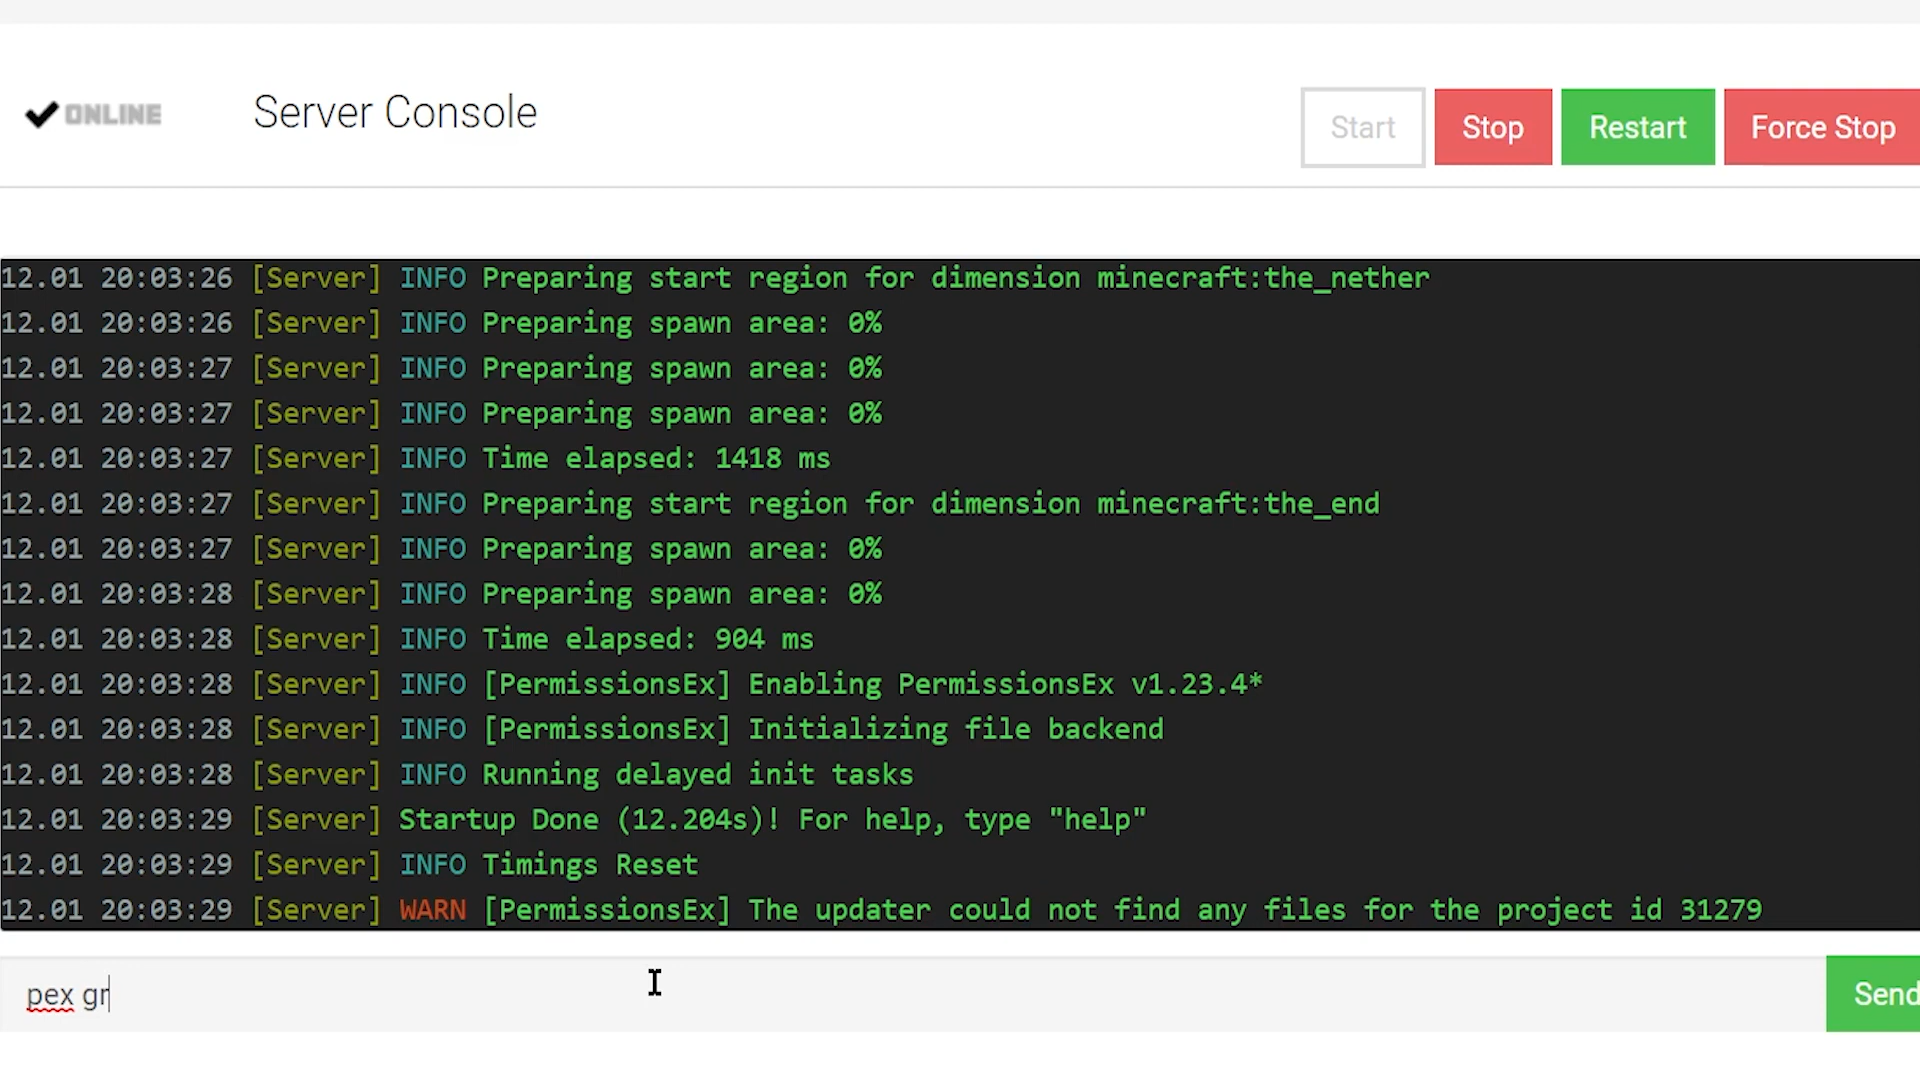 ONLINE
Server Console
Start
Stop
Restart
Force Stop
12.01 20:03:26 [Server] INFO Preparing start region for dimension minecraft:the_nether
12.01 20:03:26 [Server] INFO Preparing spawn area: 0%
12.01 20:03:27 [Server] INFO Preparing spawn area: 0%
12.01 20:03:27 [Server] INFO Preparing spawn area: 0%
12.01 20:03:27 [Server] INFO Time elapsed: 1418 ms
12.01 20:03:27 [Server] INFO Preparing start region for dimension minecraft:the_end
12.01 20:03:27 [Server] INFO Preparing spawn area: 0%
12.01 20:03:28 [Server] INFO Preparing spawn area: 0%
12.01 20:03:28 [Server] INFO Time elapsed: 904 ms
12.01 20:03:28 [Server] INFO [PermissionsEx] Enabling PermissionsEx v1.23.4*
12.01 20:03:28 [Server] INFO [PermissionsEx] Initializing file backend
12.01 20:03:28 [Server] INFO Running delayed init tasks
12.01 20:03:29 [Server] Startup Done (12.204s)! For help, type "help"
12.01 20:03:29 [Server] INFO Timings Reset
12.01 20:03:29 [Server] WARN [PermissionsEx] The updater could not find any files for the project id 31279
pex gr
Send